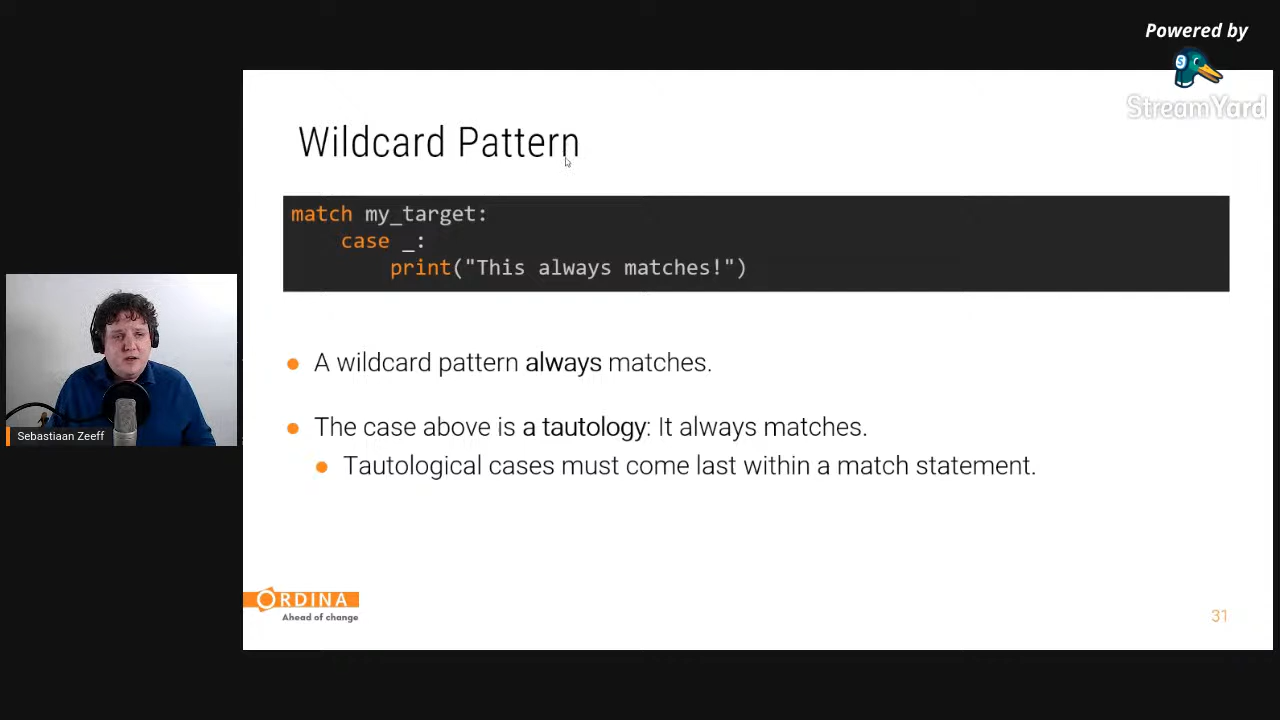 Powered by
StreamYard
Wildcard Pattern
match my_target:
    case _:
        print("This always matches!")
A wildcard pattern always matches.
The case above is a tautology: It always matches.
Tautological cases must come last within a match statement.
Sebastiaan Zeeff
ORDINA
Ahead of change
31